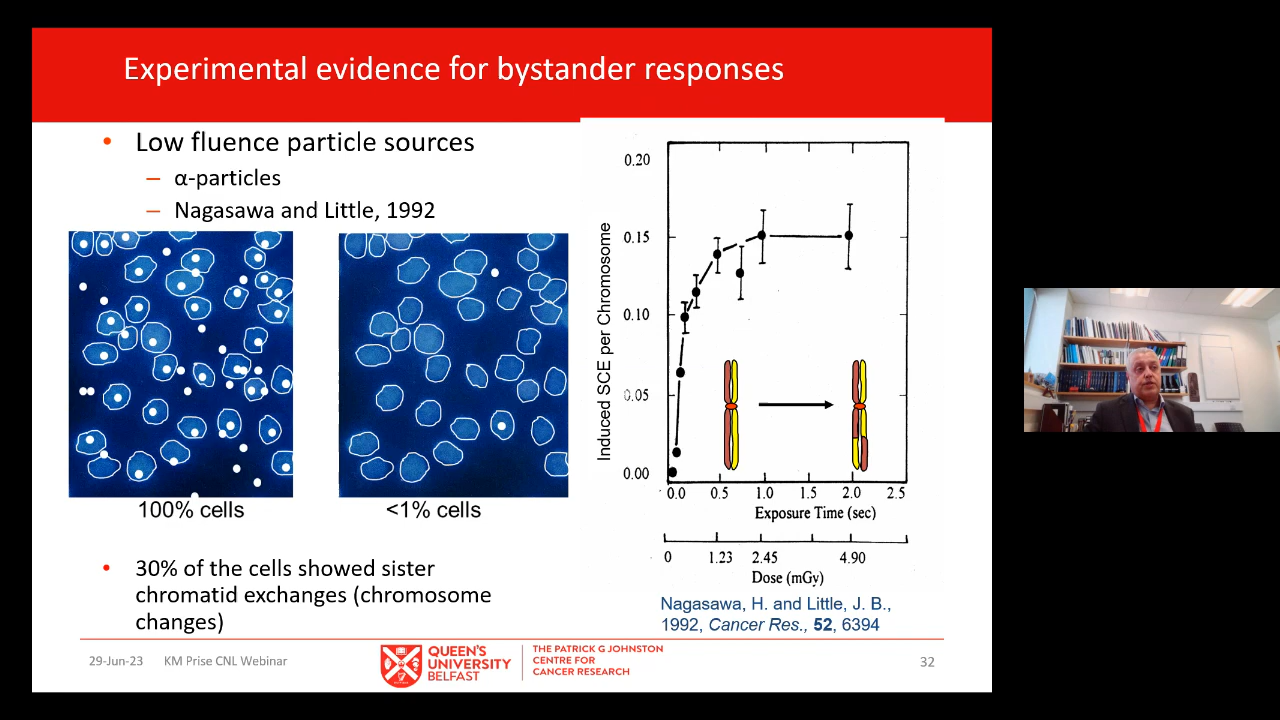 Experimental evidence for bystander responses
• Low fluence particle sources
– α-particles
– Nagasawa and Little, 1992
100% cells
<1% cells
• 30% of the cells showed sister
chromatid exchanges (chromosome
changes)
Induced SCE per Chromosome
0.20
0.15
0.10
0.05
0.00
0.0 0.5 1.0 1.5 2.0 2.5
Exposure Time (sec)
0 1.23 2.45 4.90
Dose (mGy)
Nagasawa, H. and Little, J. B.,
1992, Cancer Res., 52, 6394
29-Jun-23 KM Prise CNL Webinar
QUEEN'S
UNIVERSITY
BELFAST
THE PATRICK G JOHNSTON
CENTRE FOR
CANCER RESEARCH
32